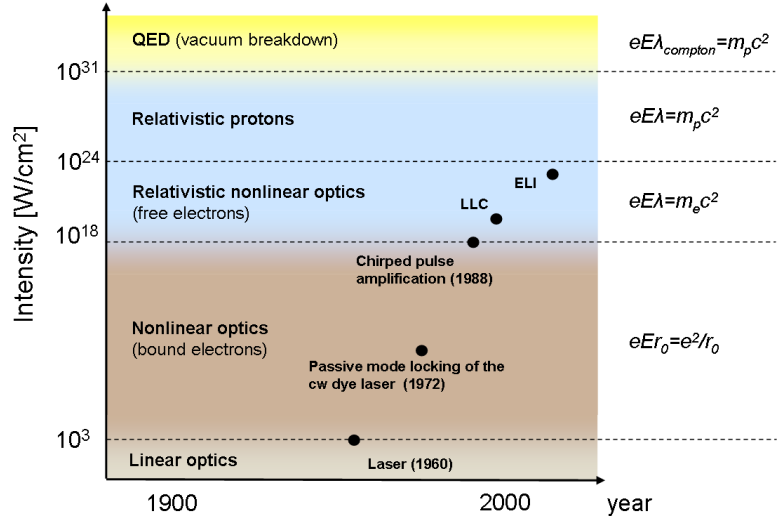 QED (vacuum breakdown)
eEλcompton=mpc²
10³¹
Relativistic protons
eEλ=mpc²
10²⁴
ELI
Relativistic nonlinear optics
(free electrons)
LLC
eEλ=mec²
10¹⁸
Chirped pulse
amplification (1988)
Intensity [W/cm²]
Nonlinear optics
(bound electrons)
eEr₀=e²/r₀
Passive mode locking of the
cw dye laser (1972)
10³
Linear optics
Laser (1960)
1900
2000
year